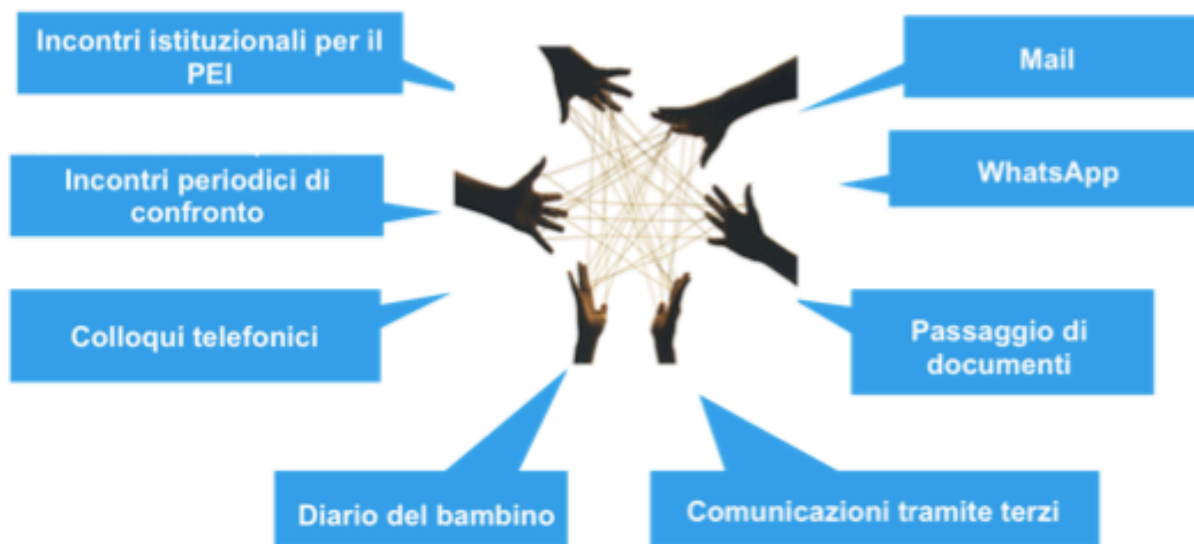 Incontri istituzionali per il
PEI
Mail
Incontri periodici di
confronto
WhatsApp
Colloqui telefonici
Passaggio di
documenti
Diario del bambino
Comunicazioni tramite terzi